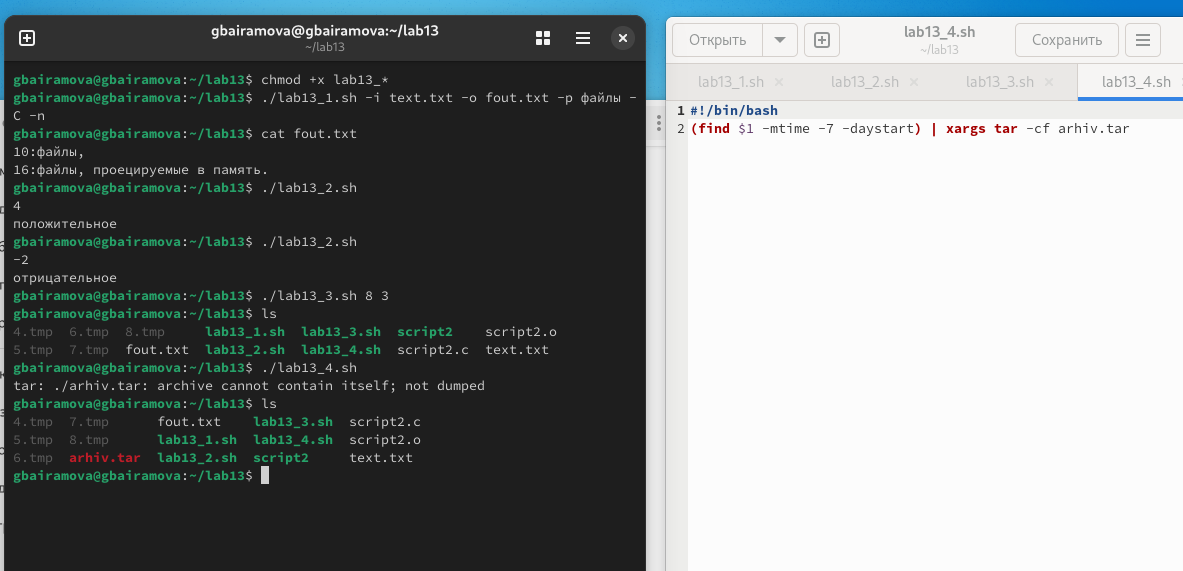 gbairamova@gbairamova:~/lab13
~/lab13
gbairamova@gbairamova:~/lab13$ chmod +x lab13_*
gbairamova@gbairamova:~/lab13$ ./lab13_1.sh -i text.txt -o fout.txt -p файлы -
C -n
gbairamova@gbairamova:~/lab13$ cat fout.txt
10:файлы,
16:файлы, проецируемые в память.
gbairamova@gbairamova:~/lab13$ ./lab13_2.sh
4
положительное
gbairamova@gbairamova:~/lab13$ ./lab13_2.sh
-2
отрицательное
gbairamova@gbairamova:~/lab13$ ./lab13_3.sh 8 3
gbairamova@gbairamova:~/lab13$ ls
4.tmp 6.tmp 8.tmp lab13_1.sh lab13_3.sh script2 script2.o
5.tmp 7.tmp fout.txt lab13_2.sh lab13_4.sh script2.c text.txt
gbairamova@gbairamova:~/lab13$ ./lab13_4.sh
tar: ./arhiv.tar: archive cannot contain itself; not dumped
gbairamova@gbairamova:~/lab13$ ls
4.tmp 7.tmp fout.txt lab13_3.sh script2.c
5.tmp 8.tmp lab13_1.sh lab13_4.sh script2.o
6.tmp arhiv.tar lab13_2.sh script2 text.txt
gbairamova@gbairamova:~/lab13$
Открыть
lab13_4.sh
~/lab13
Сохранить
lab13_1.sh lab13_2.sh lab13_3.sh lab13_4.sh
1 #!/bin/bash
2 (find $1 -mtime -7 -daystart) | xargs tar -cf arhiv.tar